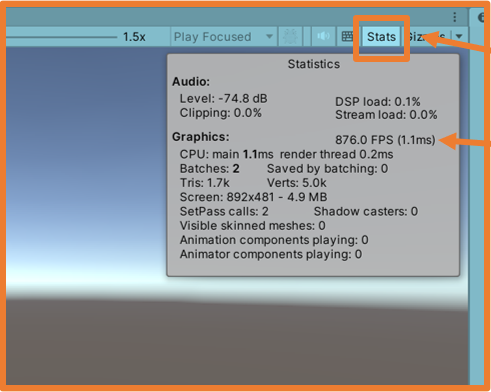 1.5x Play Focused Stats Gizmos
Statistics
Audio:
Level: -74.8 dB DSP load: 0.1%
Clipping: 0.0% Stream load: 0.0%
Graphics: 876.0 FPS (1.1ms)
CPU: main 1.1ms render thread 0.2ms
Batches: 2 Saved by batching: 0
Tris: 1.7k Verts: 5.0k
Screen: 892x481 - 4.9 MB
SetPass calls: 2 Shadow casters: 0
Visible skinned meshes: 0
Animation components playing: 0
Animator components playing: 0